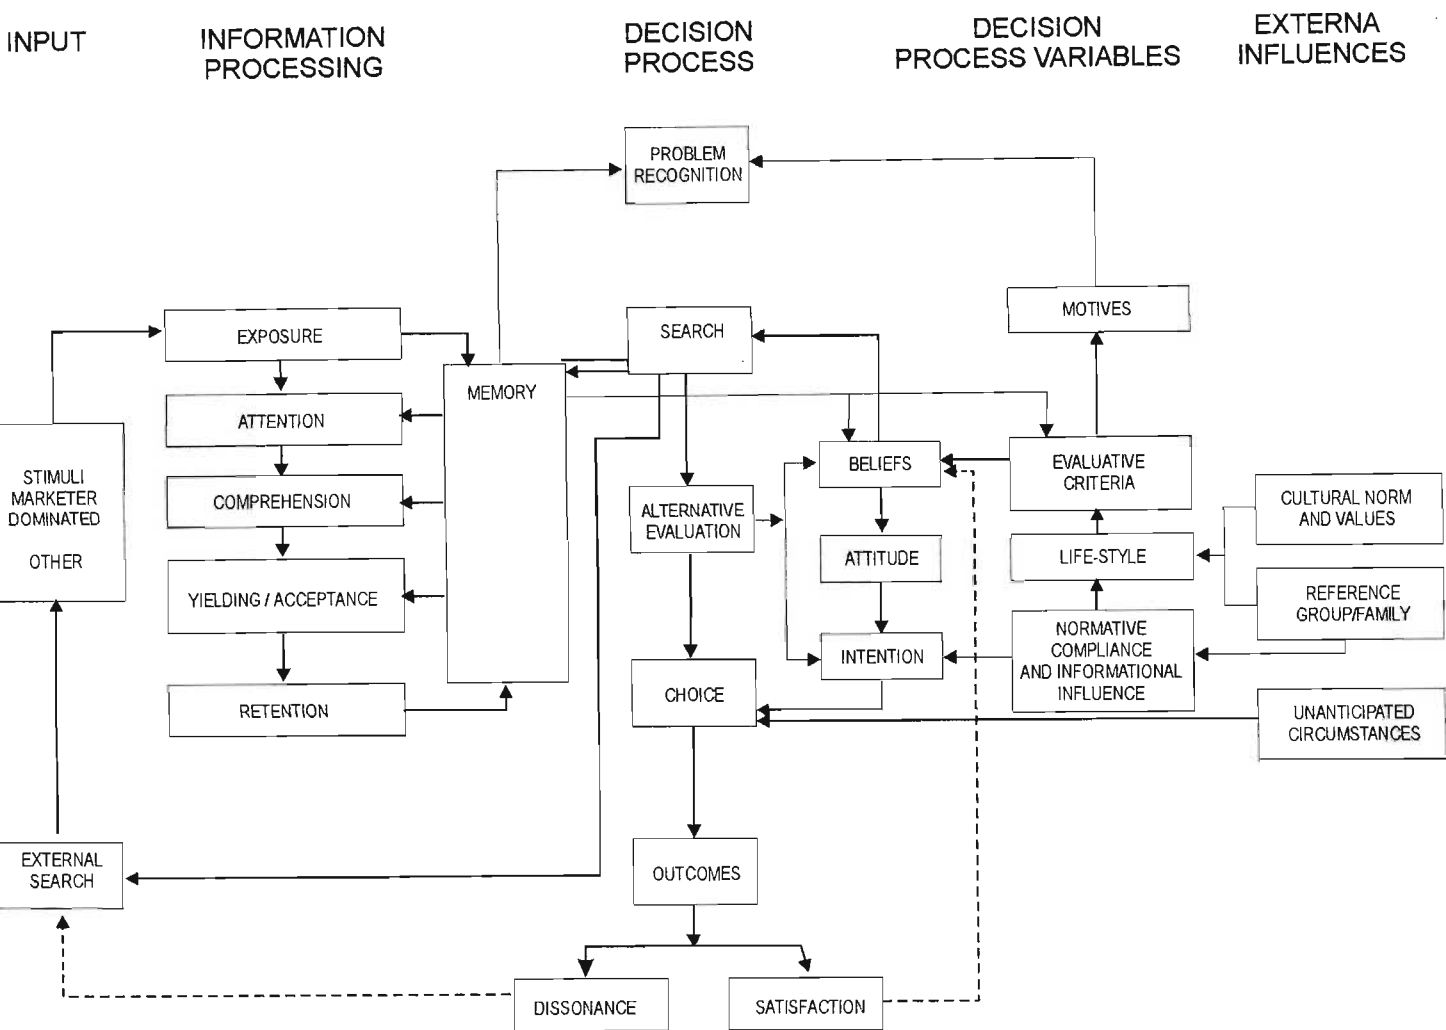 INPUT
INFORMATION
PROCESSING
DECISION
PROCESS
DECISION
PROCESS VARIABLES
EXTERNA
INFLUENCES
PROBLEM
RECOGNITION
MOTIVES
EXPOSURE
SEARCH
MEMORY
ATTENTION
STIMULI
MARKETER
DOMINATED
OTHER
COMPREHENSION
YIELDING / ACCEPTANCE
RETENTION
ALTERNATIVE
EVALUATION
BELIEFS
ATTITUDE
INTENTION
EVALUATIVE
CRITERIA
LIFE-STYLE
NORMATIVE
COMPLIANCE
AND INFORMATIONAL
INFLUENCE
CULTURAL NORM
AND VALUES
REFERENCE
GROUP/FAMILY
UNANTICIPATED
CIRCUMSTANCES
CHOICE
EXTERNAL
SEARCH
OUTCOMES
DISSONANCE
SATISFACTION